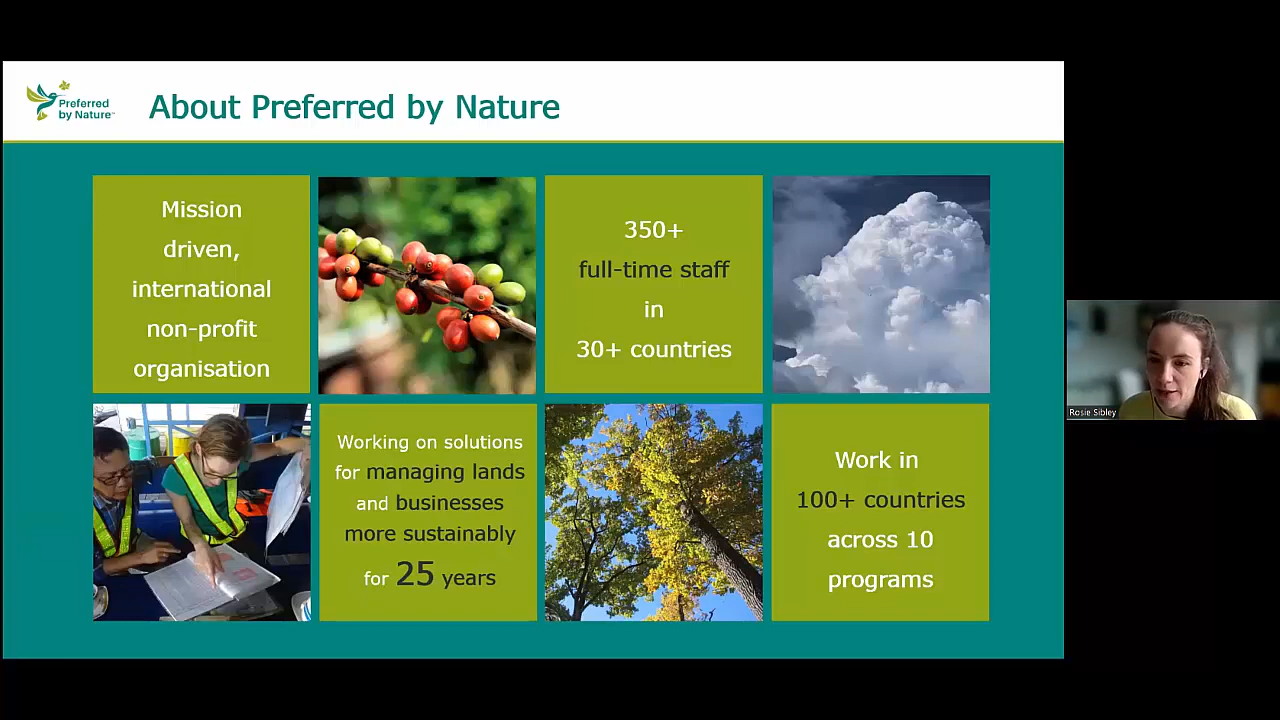 Preferred
by Nature™
About Preferred by Nature
Mission
driven,
international
non-profit
organisation
350+
full-time staff
in
30+ countries
Working on solutions
for managing lands
and businesses
more sustainably
for 25 years
Work in
100+ countries
across 10
programs
Rosie Sibley